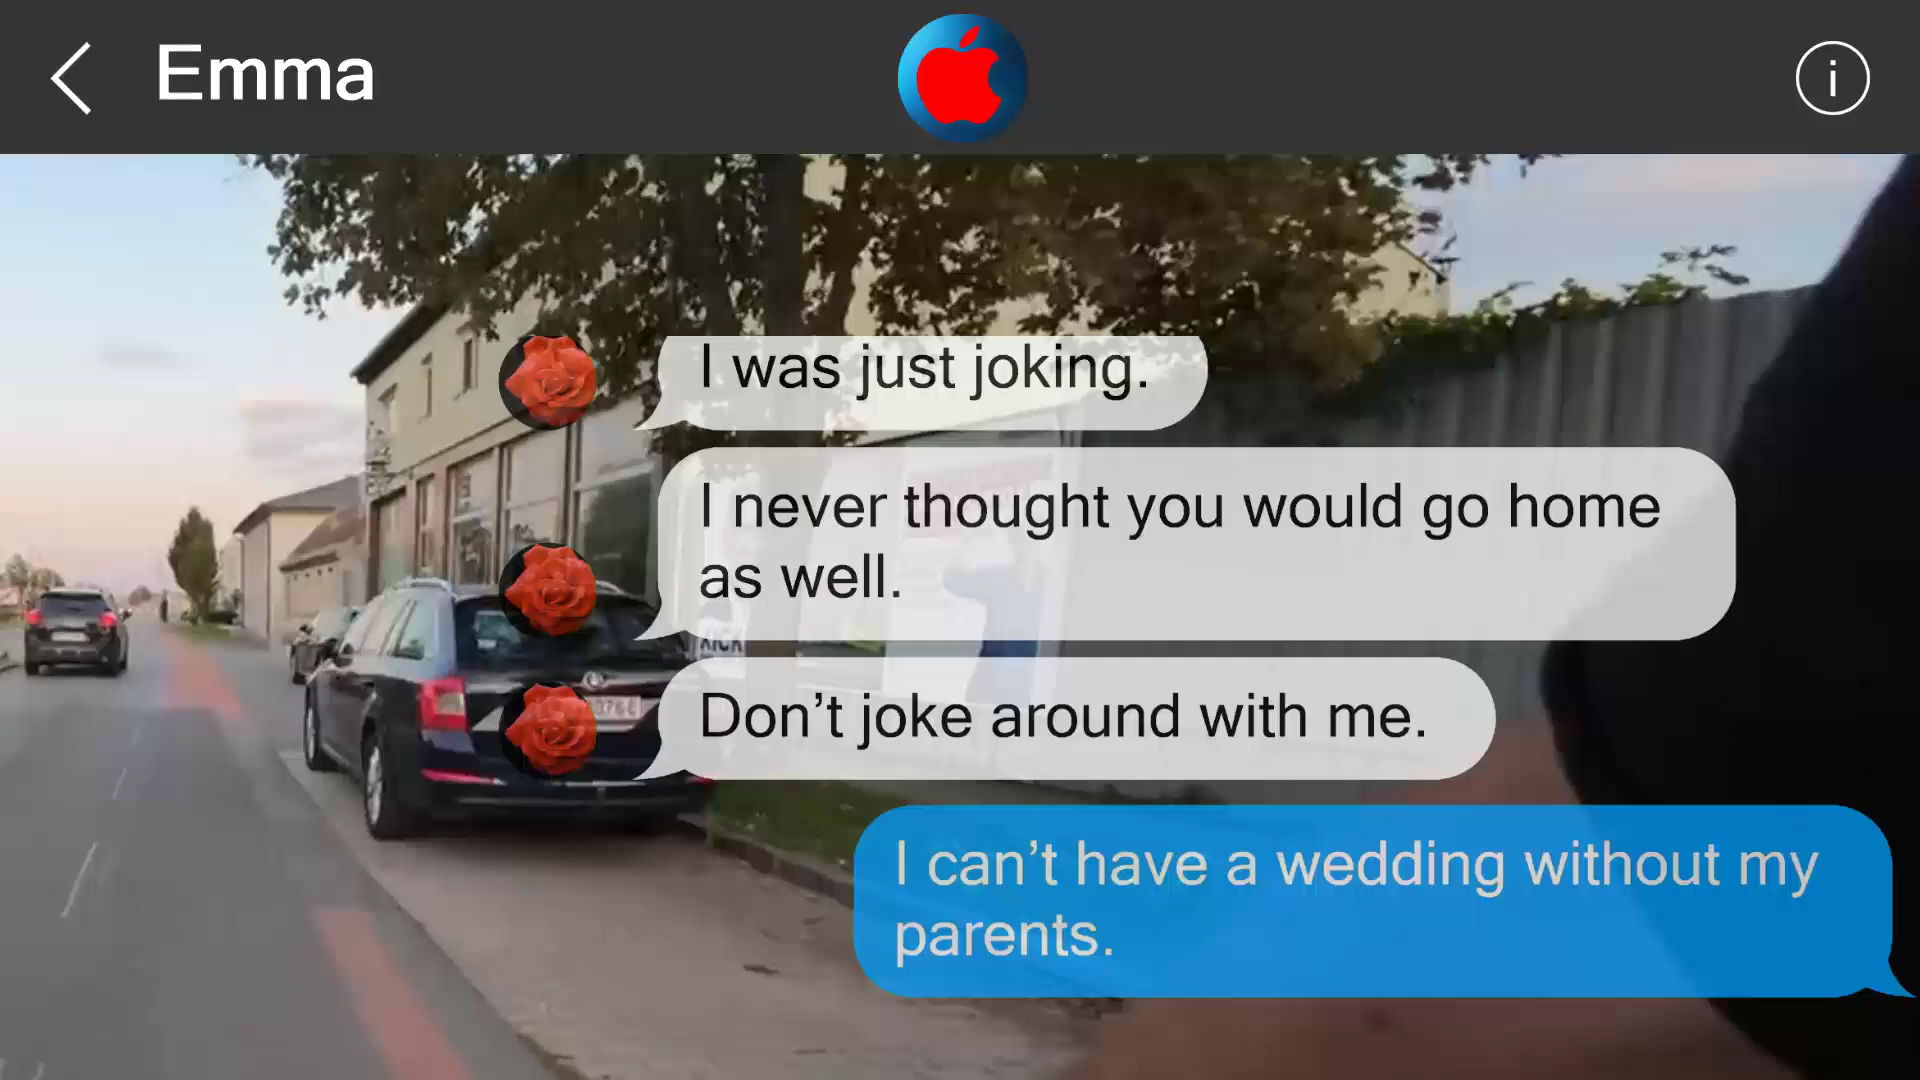 Emma
i
I was just joking.
I never thought you would go home
as well.
KICK
Don't joke around with me.
I can't have a wedding without my
parents.